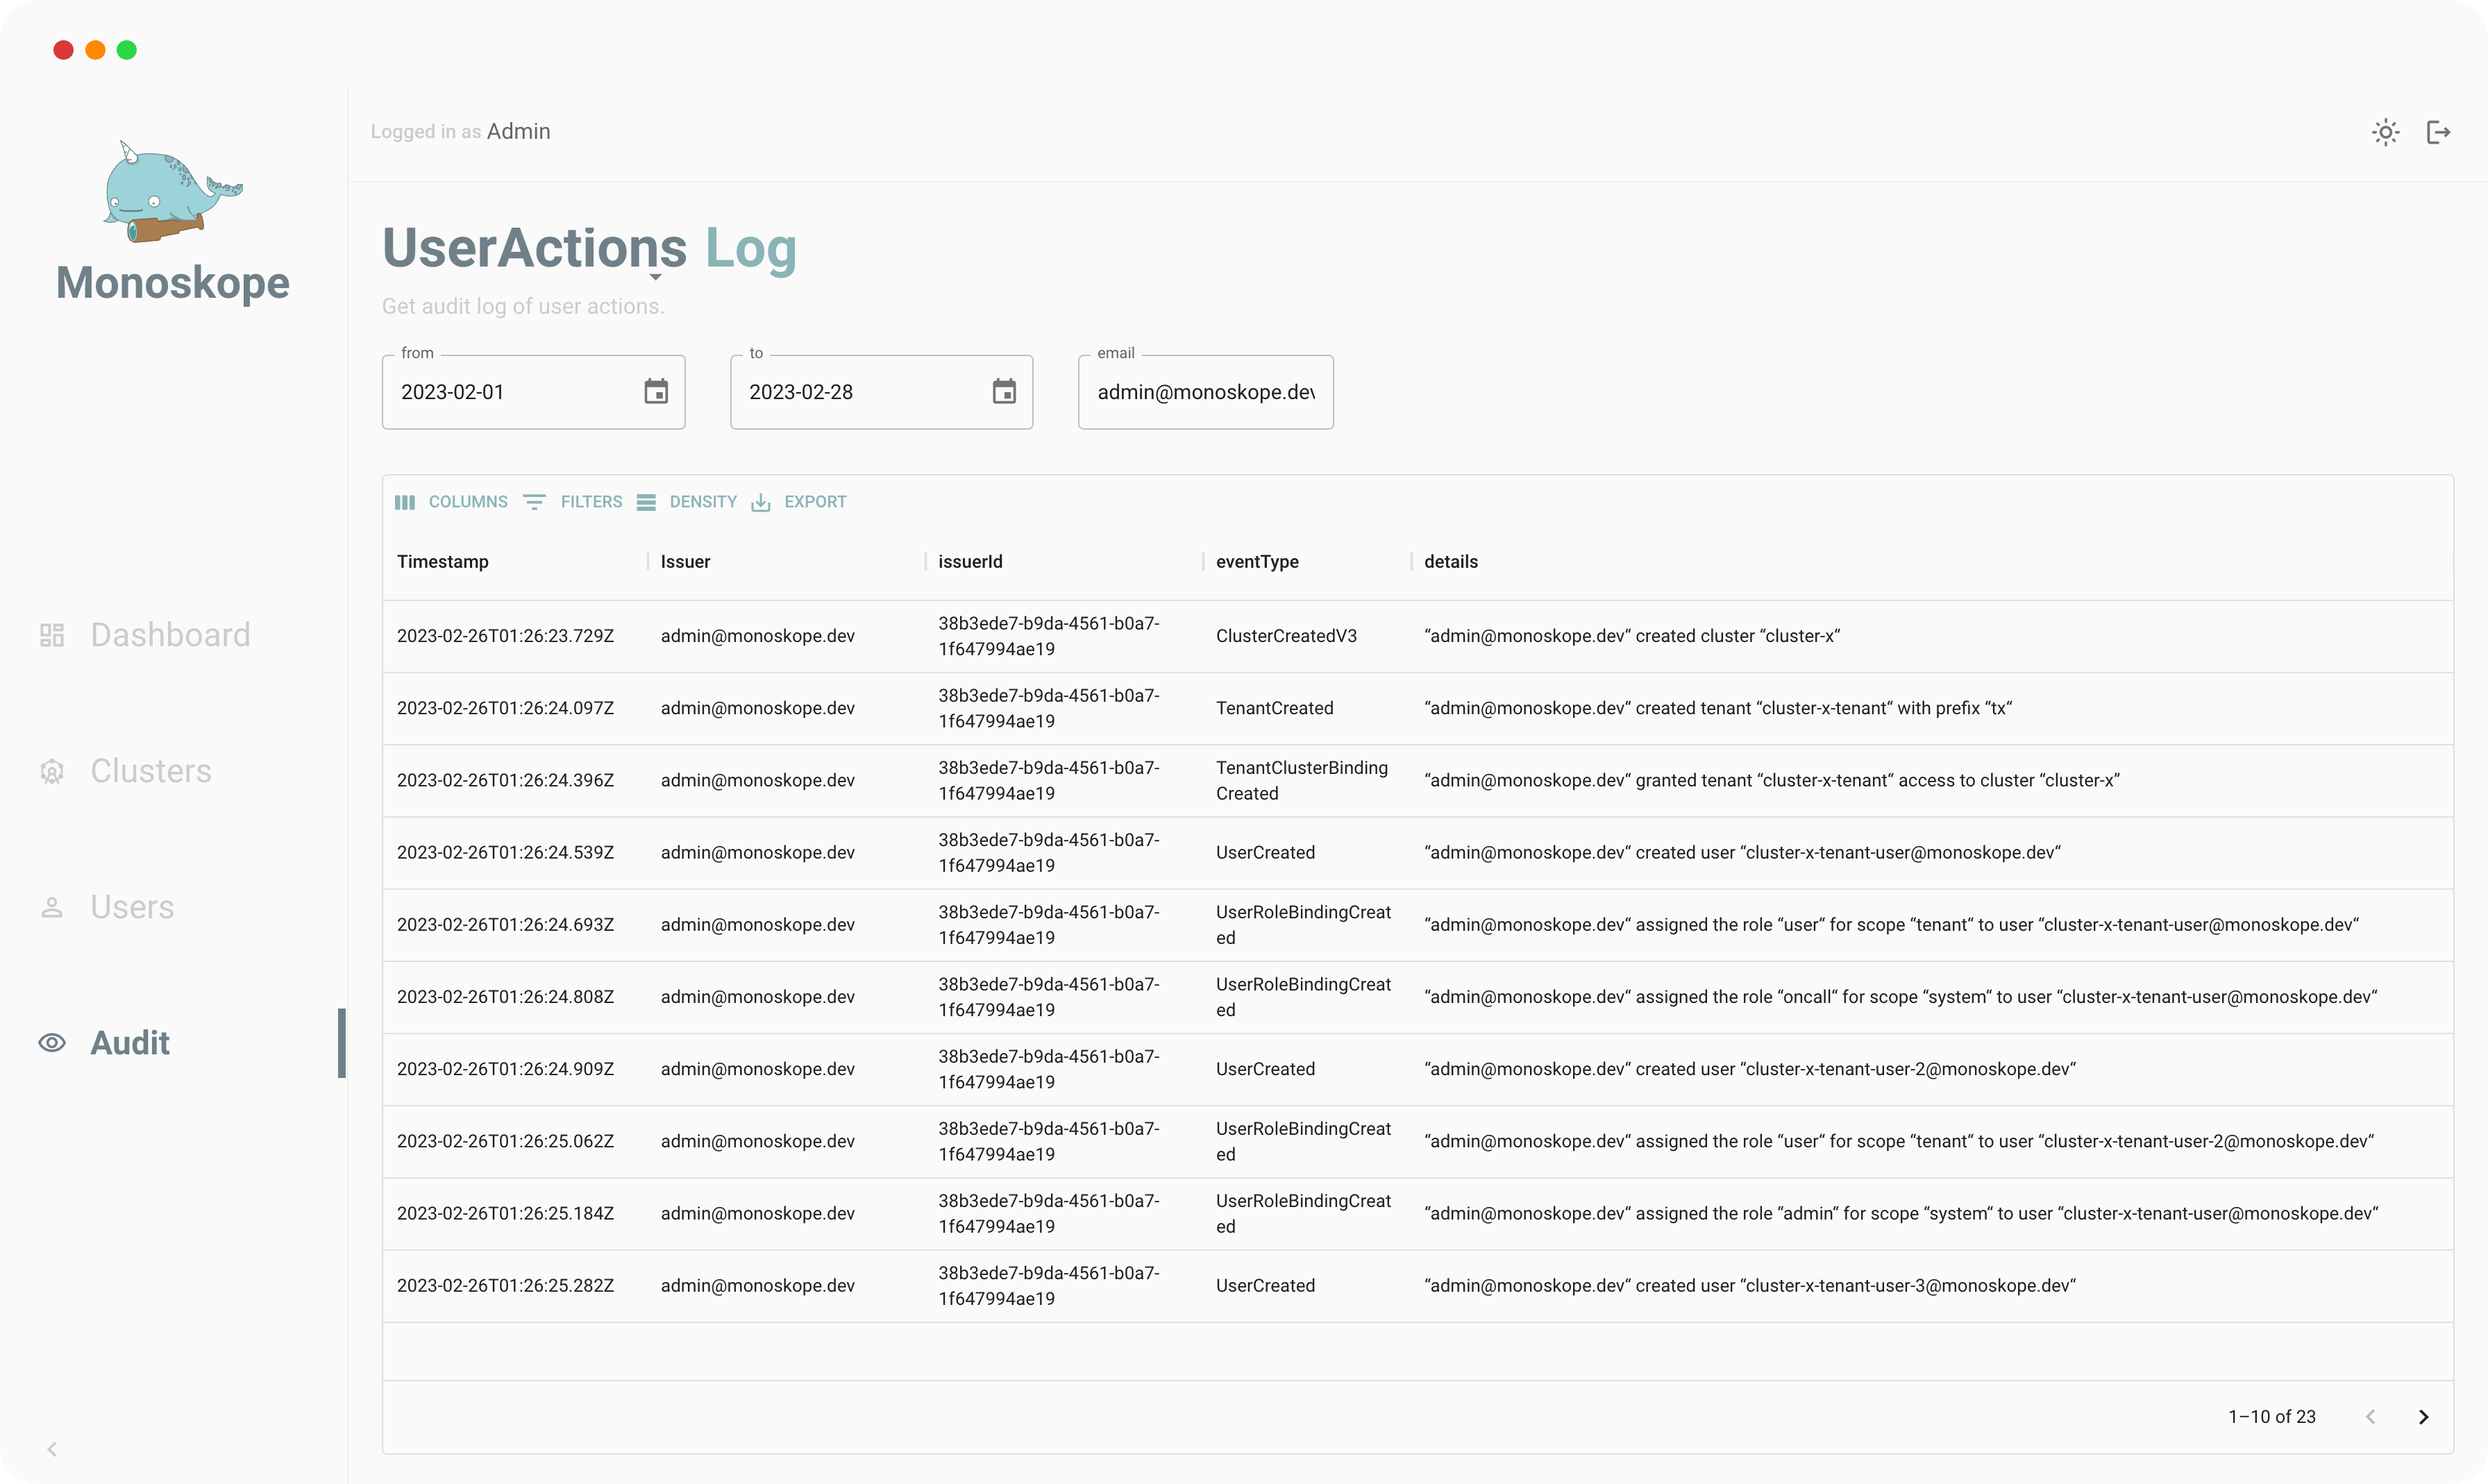 Monoskope
Dashboard
Clusters
Users
Audit
Logged in as Admin
UserActions Log
Get audit log of user actions.
from
2023-02-01
to
2023-02-28
email
admin@monoskope.dev
COLUMNS FILTERS DENSITY EXPORT
Timestamp Issuer issuerId eventType details
2023-02-26T01:26:23.729Z admin@monoskope.dev 38b3ede7-b9da-4561-b0a7-
1f647994ae19
ClusterCreatedV3 “admin@monoskope.dev“ created cluster “cluster-x“
2023-02-26T01:26:24.097Z admin@monoskope.dev 38b3ede7-b9da-4561-b0a7-
1f647994ae19
TenantCreated “admin@monoskope.dev“ created tenant “cluster-x-tenant“ with prefix “tx“
2023-02-26T01:26:24.396Z admin@monoskope.dev 38b3ede7-b9da-4561-b0a7-
1f647994ae19
TenantClusterBinding
Created
“admin@monoskope.dev“ granted tenant “cluster-x-tenant“ access to cluster “cluster-x”
2023-02-26T01:26:24.539Z admin@monoskope.dev 38b3ede7-b9da-4561-b0a7-
1f647994ae19
UserCreated “admin@monoskope.dev“ created user “cluster-x-tenant-user@monoskope.dev“
2023-02-26T01:26:24.693Z admin@monoskope.dev 38b3ede7-b9da-4561-b0a7-
1f647994ae19
UserRoleBindingCreat
ed
“admin@monoskope.dev“ assigned the role “user“ for scope “tenant“ to user “cluster-x-tenant-user@monoskope.dev“
2023-02-26T01:26:24.808Z admin@monoskope.dev 38b3ede7-b9da-4561-b0a7-
1f647994ae19
UserRoleBindingCreat
ed
“admin@monoskope.dev“ assigned the role “oncall“ for scope “system“ to user “cluster-x-tenant-user@monoskope.dev“
2023-02-26T01:26:24.909Z admin@monoskope.dev 38b3ede7-b9da-4561-b0a7-
1f647994ae19
UserCreated “admin@monoskope.dev“ created user “cluster-x-tenant-user-2@monoskope.dev“
2023-02-26T01:26:25.062Z admin@monoskope.dev 38b3ede7-b9da-4561-b0a7-
1f647994ae19
UserRoleBindingCreat
ed
“admin@monoskope.dev“ assigned the role “user“ for scope “tenant“ to user “cluster-x-tenant-user-2@monoskope.dev“
2023-02-26T01:26:25.184Z admin@monoskope.dev 38b3ede7-b9da-4561-b0a7-
1f647994ae19
UserRoleBindingCreat
ed
“admin@monoskope.dev“ assigned the role “admin“ for scope “system“ to user “cluster-x-tenant-user@monoskope.dev“
2023-02-26T01:26:25.282Z admin@monoskope.dev 38b3ede7-b9da-4561-b0a7-
1f647994ae19
UserCreated “admin@monoskope.dev“ created user “cluster-x-tenant-user-3@monoskope.dev“
1–10 of 23